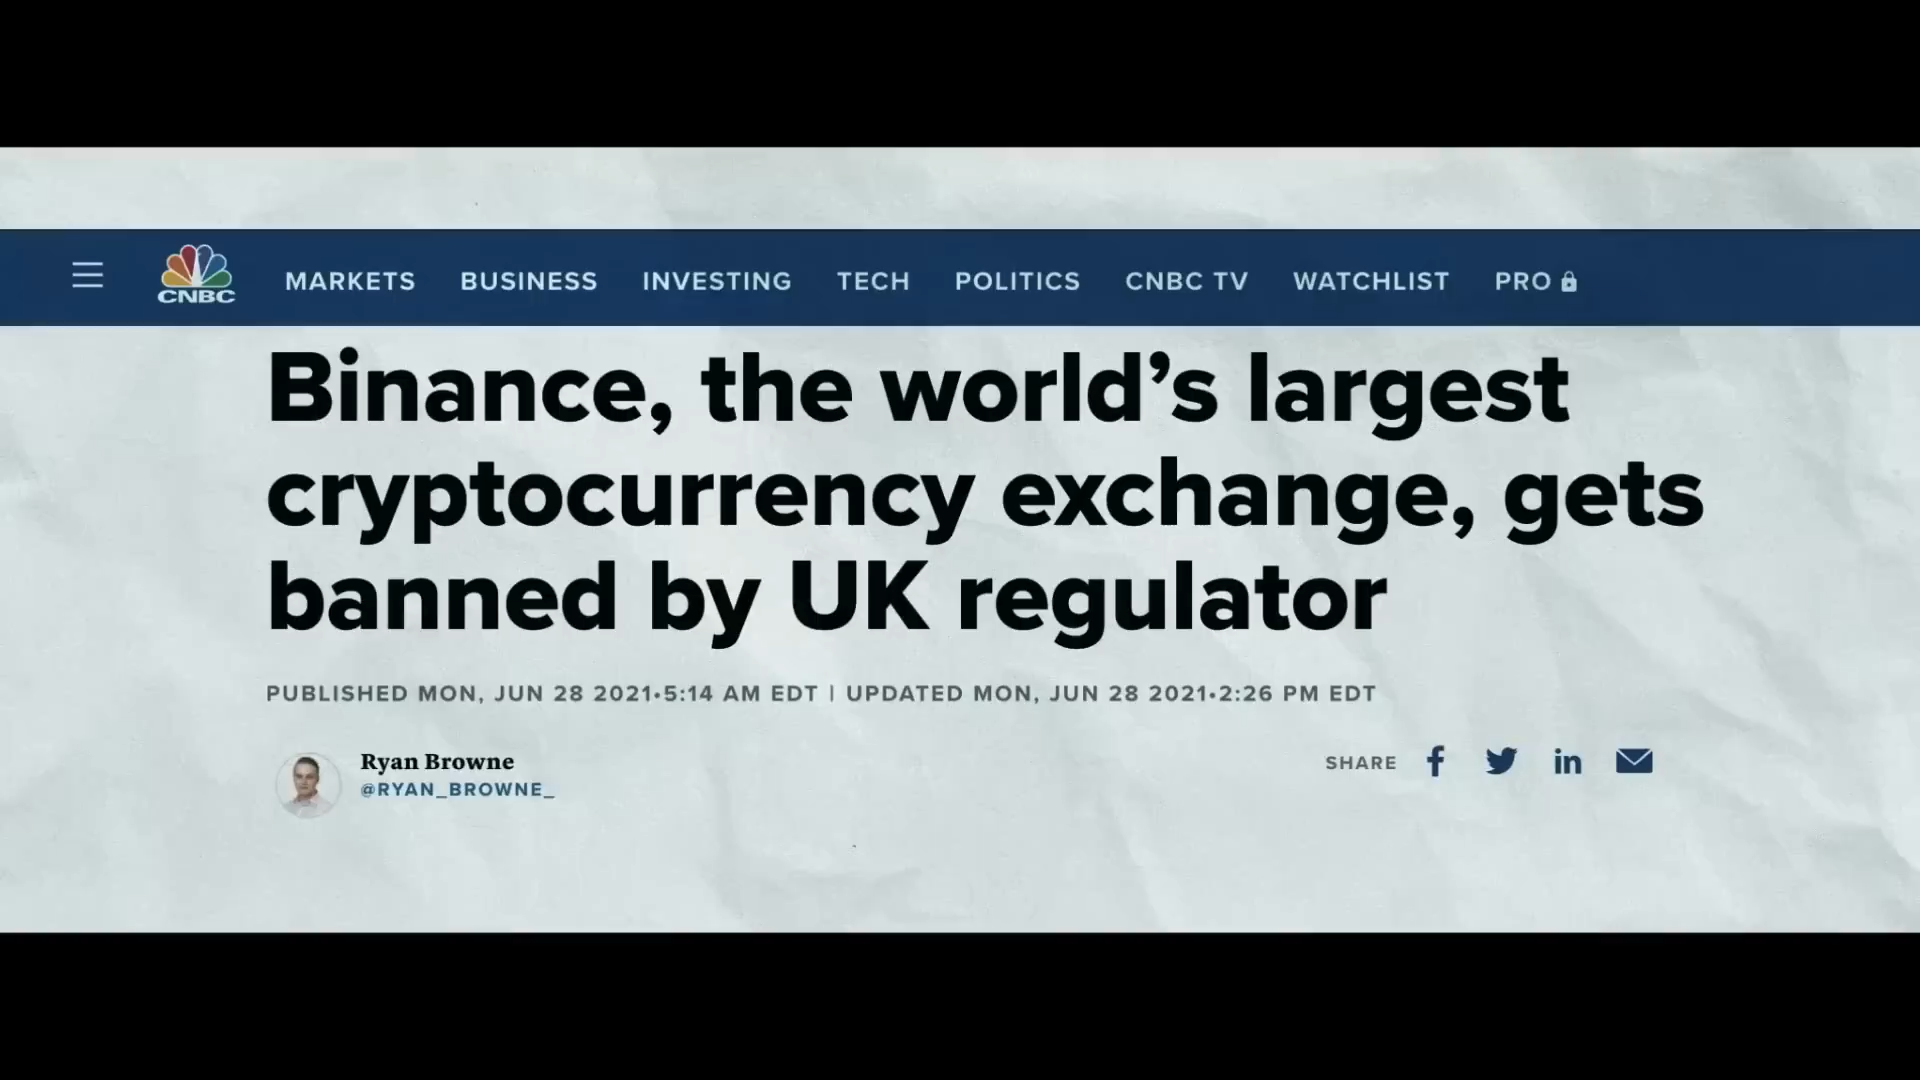 CNBC MARKETS BUSINESS INVESTING TECH POLITICS CNBC TV WATCHLIST PRO
Binance, the world’s largest
cryptocurrency exchange, gets
banned by UK regulator
PUBLISHED MON, JUN 28 2021•5:14 AM EDT | UPDATED MON, JUN 28 2021•2:26 PM EDT
Ryan Browne
@RYAN_BROWNE_
SHARE f in